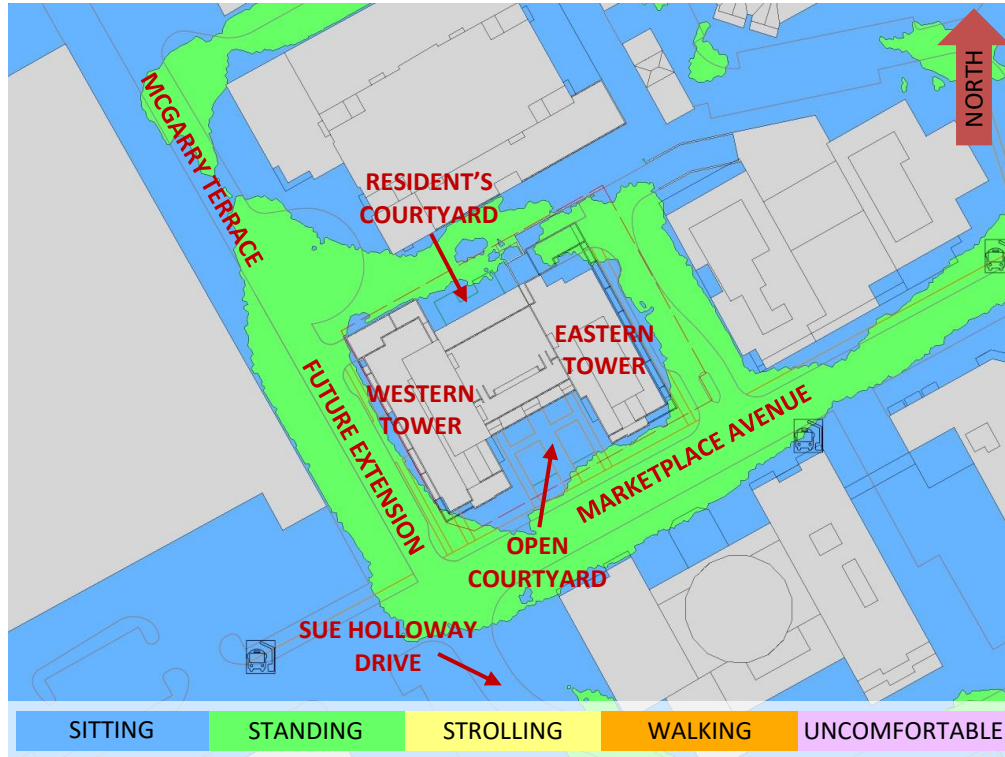 NORTH
MCGARRY TERRACE
RESIDENT'S
COURTYARD
EASTERN
TOWER
WESTERN
TOWER
FUTURE EXTENSION
MARKETPLACE AVENUE
OPEN
COURTYARD
SUE HOLLOWAY
DRIVE
SITTING
STANDING
STROLLING
WALKING
UNCOMFORTABLE